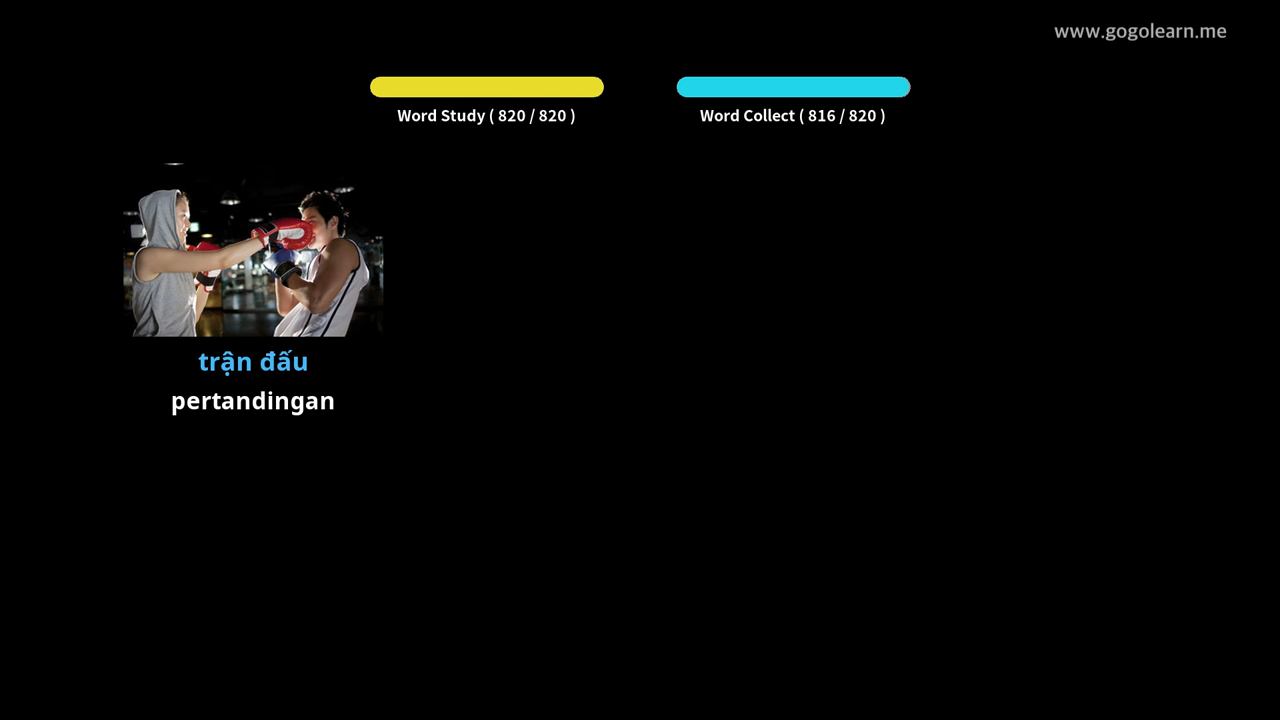 www.gogolearn.me
Word Study ( 820 / 820 )
Word Collect ( 816 / 820 )
trận đấu
pertandingan